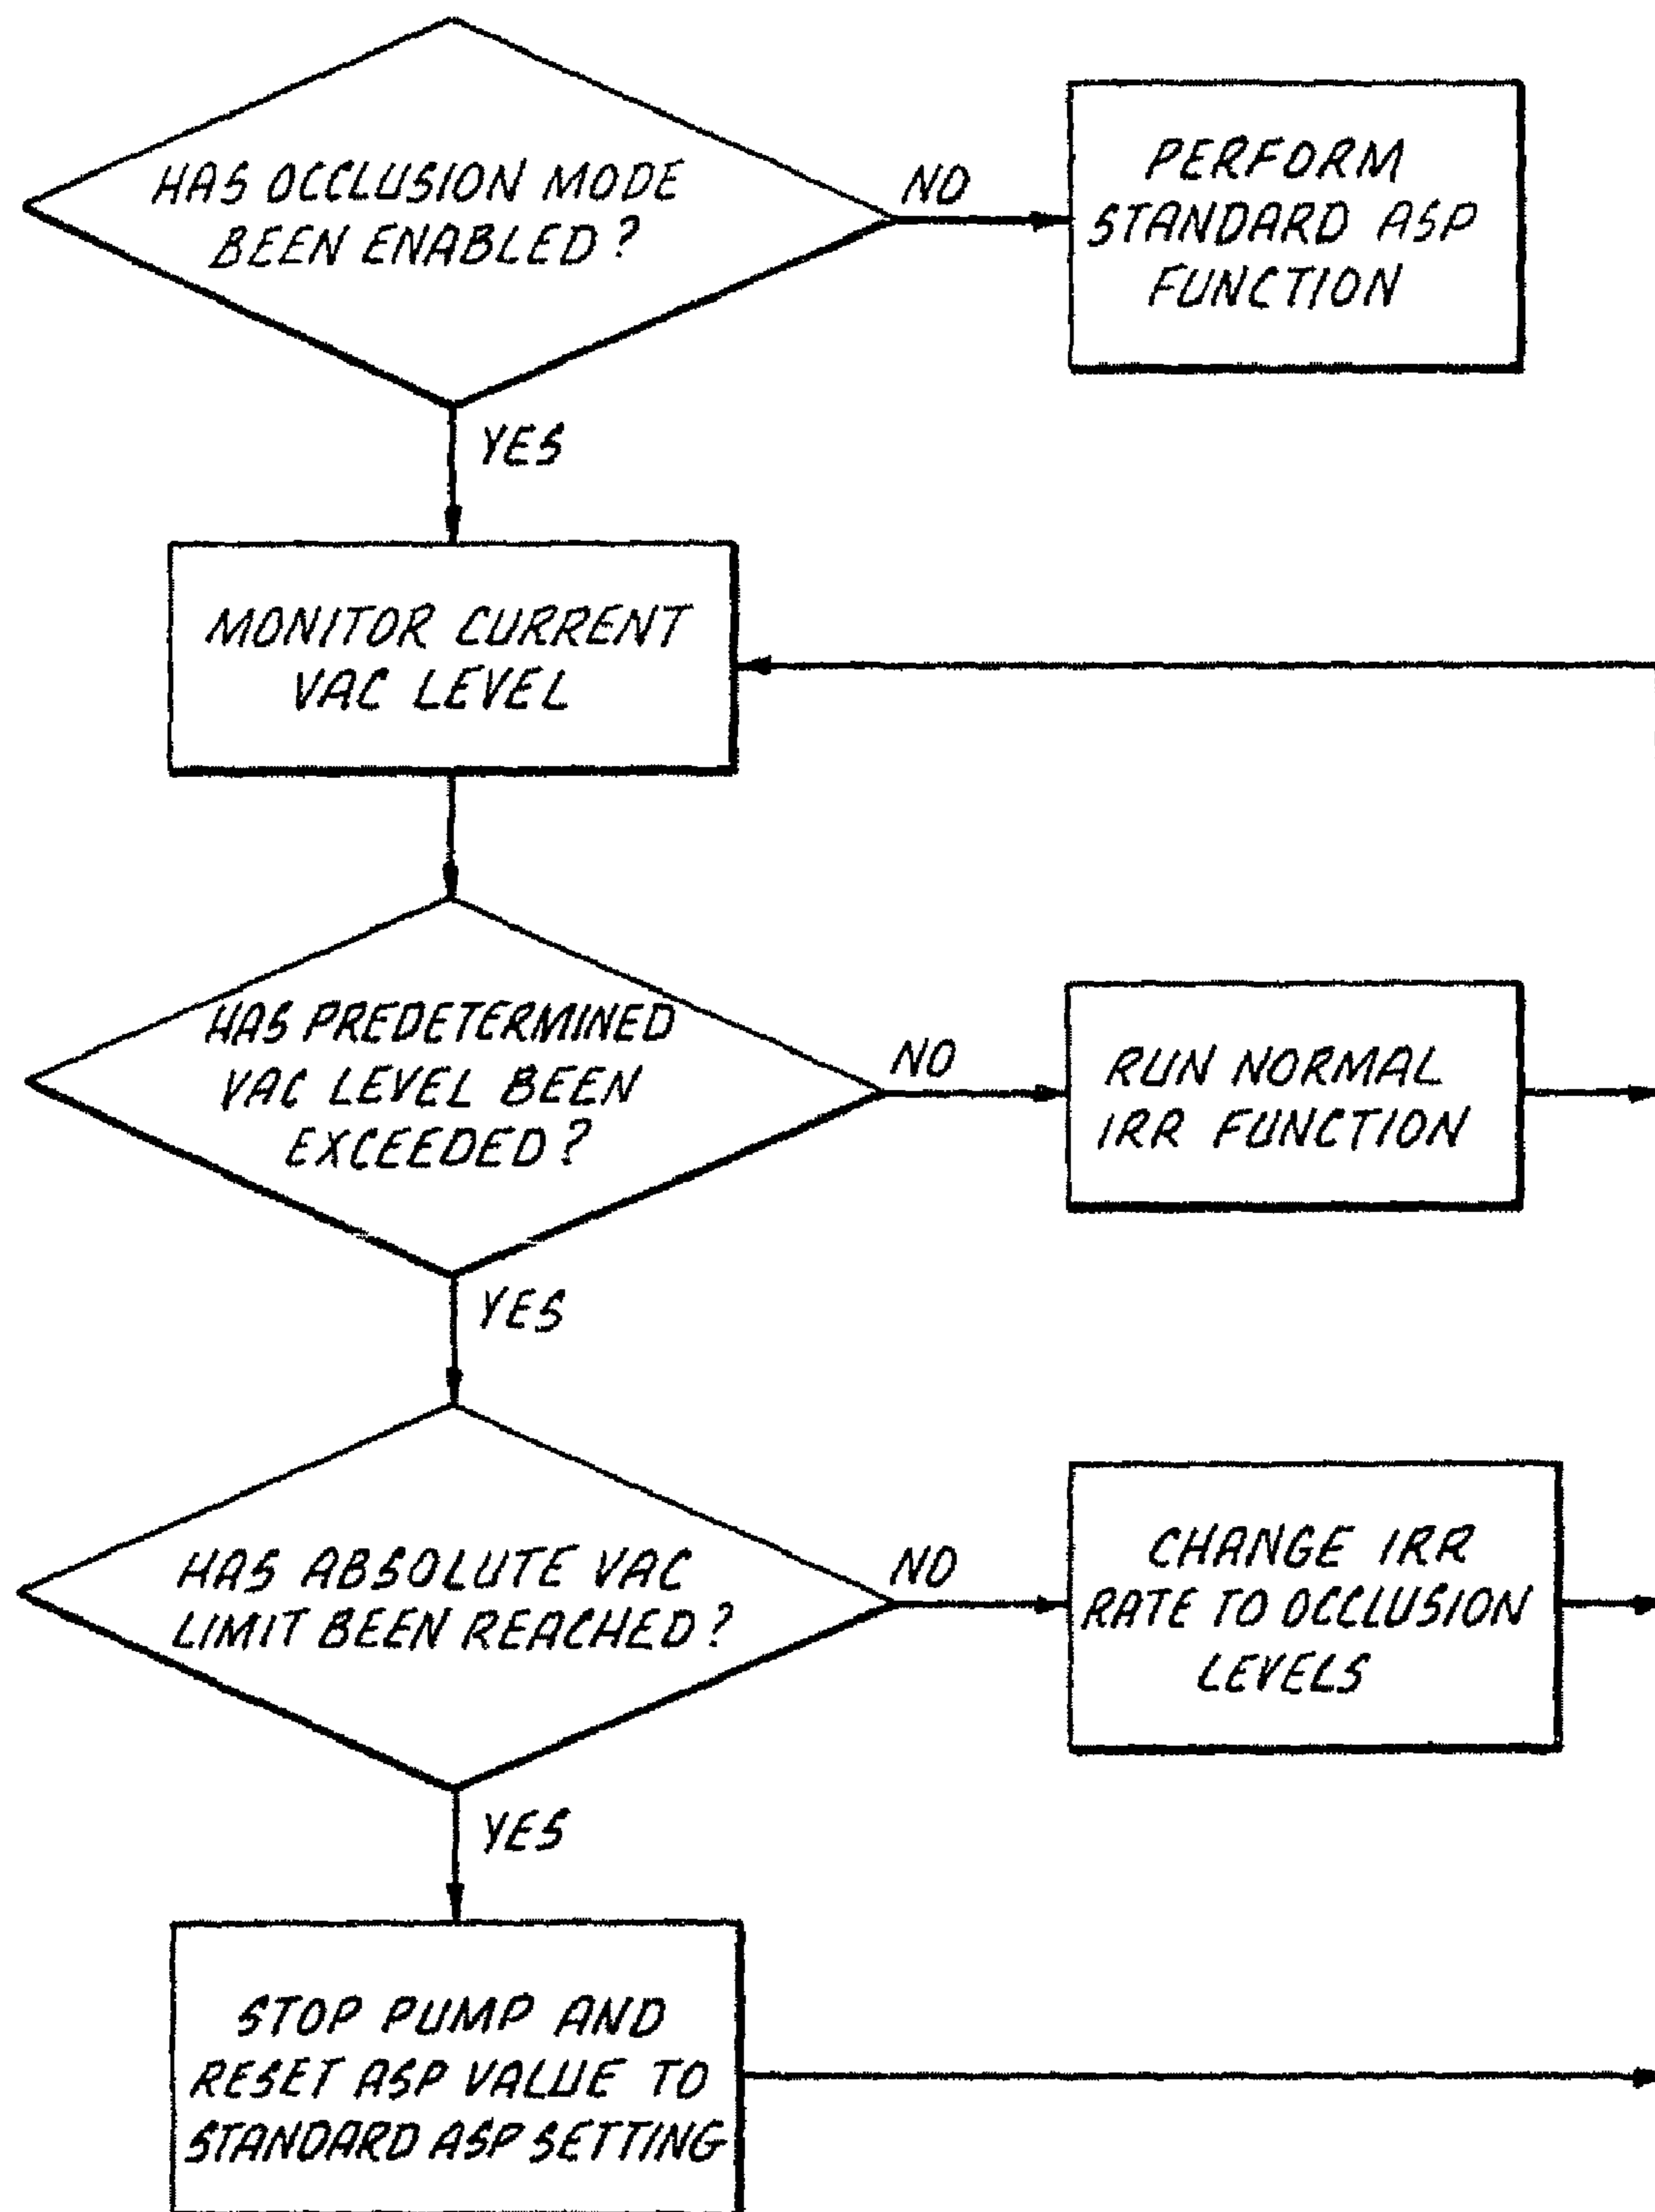 HAS OCCLUSION MODE
BEEN ENABLED?
NO
PERFORM
STANDARD ASP
FUNCTION
YES
MONITOR CURRENT
VAC LEVEL
HAS PREDETERMINED
VAC LEVEL BEEN
EXCEEDED?
NO
RUN NORMAL
IRR FUNCTION
YES
HAS ABSOLUTE VAC
LIMIT BEEN REACHED?
NO
CHANGE IRR
RATE TO OCCLUSION
LEVELS
YES
STOP PUMP AND
RESET ASP VALUE TO
STANDARD ASP SETTING